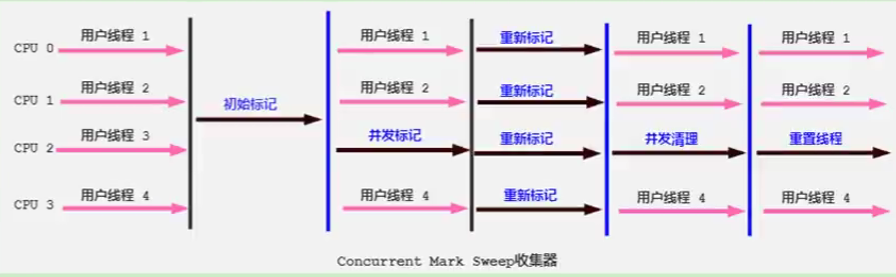 CPU 0 用户线程 1 用户线程 1 重新标记 用户线程 1 用户线程 1
CPU 1 用户线程 2 初始标记 用户线程 2 重新标记 用户线程 2 用户线程 2
CPU 2 用户线程 3 并发标记 重新标记 并发清理 重置线程
CPU 3 用户线程 4 用户线程 4 重新标记 用户线程 4 用户线程 4
Concurrent Mark Sweep收集器